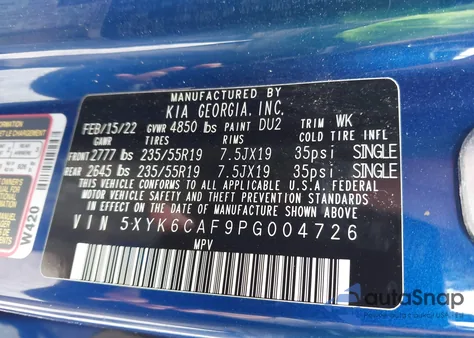 MANUFACTURED BY
KIA GEORGIA, INC.
FEB/15/22 GVWR 4850 lbs PAINT DU2 TRIM WK
GAWR TIRES RIMS COLD TIRE INFL
FRONT 2777 lbs 235/55R19 7.5JX19 35psi SINGLE
REAR 2645 lbs 235/55R19 7.5JX19 35psi SINGLE
THIS VEHICLE CONFORMS TO ALL APPLICABLE U.S.A. FEDERAL
MOTOR VEHICLE SAFETY AND THEFT PREVENTION STANDARDS
IN EFFECT ON THE DATE OF MANUFACTURE SHOWN ABOVE.
VIN 5XYK6CAF9PG004726
MPV
W420
autoSnap